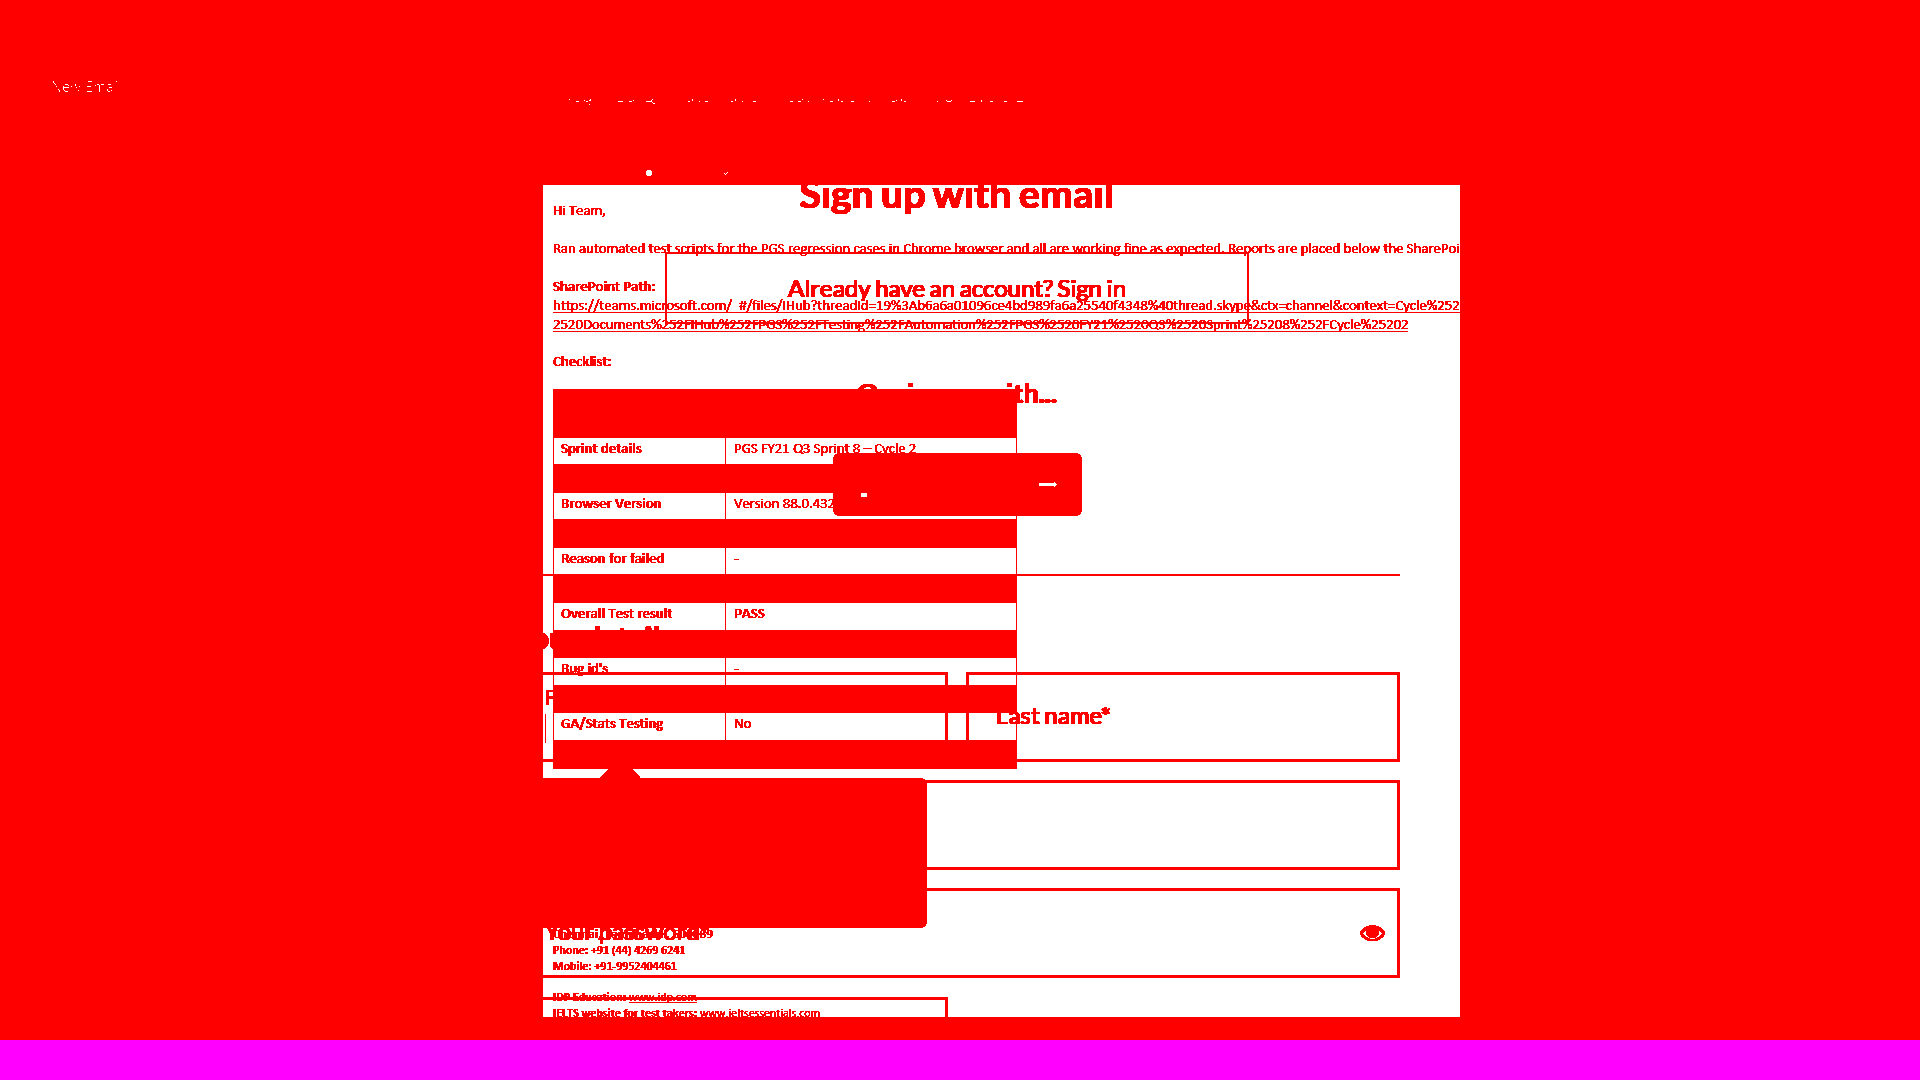 New Email
Sign up with email
Hi Team,
Ran automated test scripts for the PGS regression cases in Chrome browser and all are working fine as expected. Reports are placed below the
Already have an account? Sign in
SharePoint Path:
https://teams.microsoft.com/_#/files/IHub?threadId=19%3Ab6a6a01096ce4bd989fa6a25540f4348%40thread.skype&ctx=channel&context=Cycle%252
2520Documents%252FIHub%252FPGS%252FTesting%252FAutomation%252FPGS%2520FY21%2520Q3%2520Sprint%25208%252FCycle%25202
Checklist:
Sprint details PGS FY21 Q3 Sprint 8 – Cycle 2
Browser Version Version 88.0.432
Reason for failed -
Overall Test result PASS
Bug id's -
Last name*
GA/Stats Testing No
Your password*
Phone: +91 (44) 4269 6241
Mobile: +91-9952404461
IDP Education: www.idp.com
IELTS website for test takers: www.ieltsessentials.com